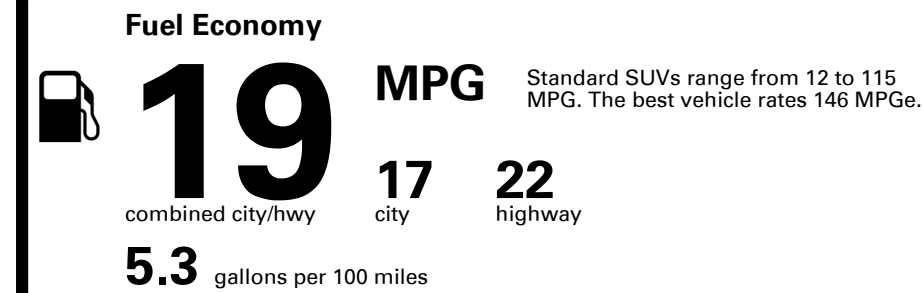 Fuel Economy
19 MPG
Standard SUVs range from 12 to 115
MPG. The best vehicle rates 146 MPGe.
17 22
combined city/hwy city highway
5.3 gallons per 100 miles